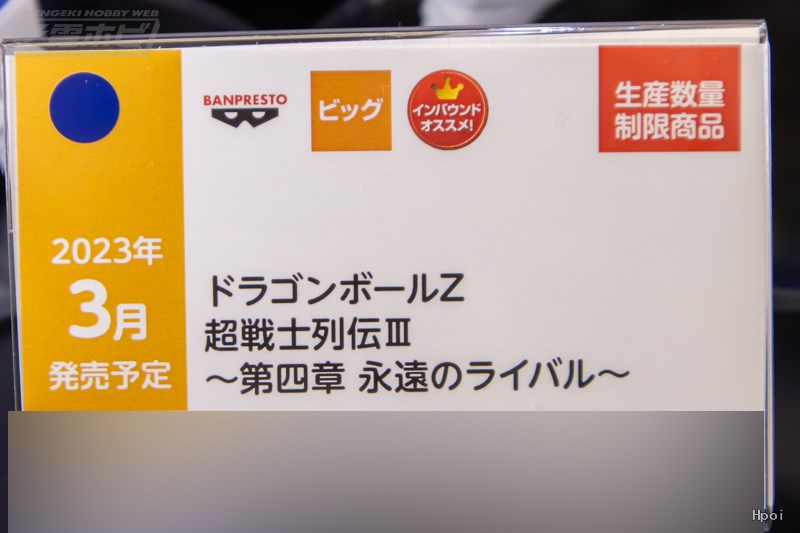 DENGEKI HOBBY WEB
電撃ホビー
BANPRESTO
ビッグ
インバウンド
オススメ!
生産数量
制限商品
2023年
3月
発売予定
ドラゴンボールZ
超戦士列伝Ⅲ
～第四章 永遠のライバル～
Hpoi